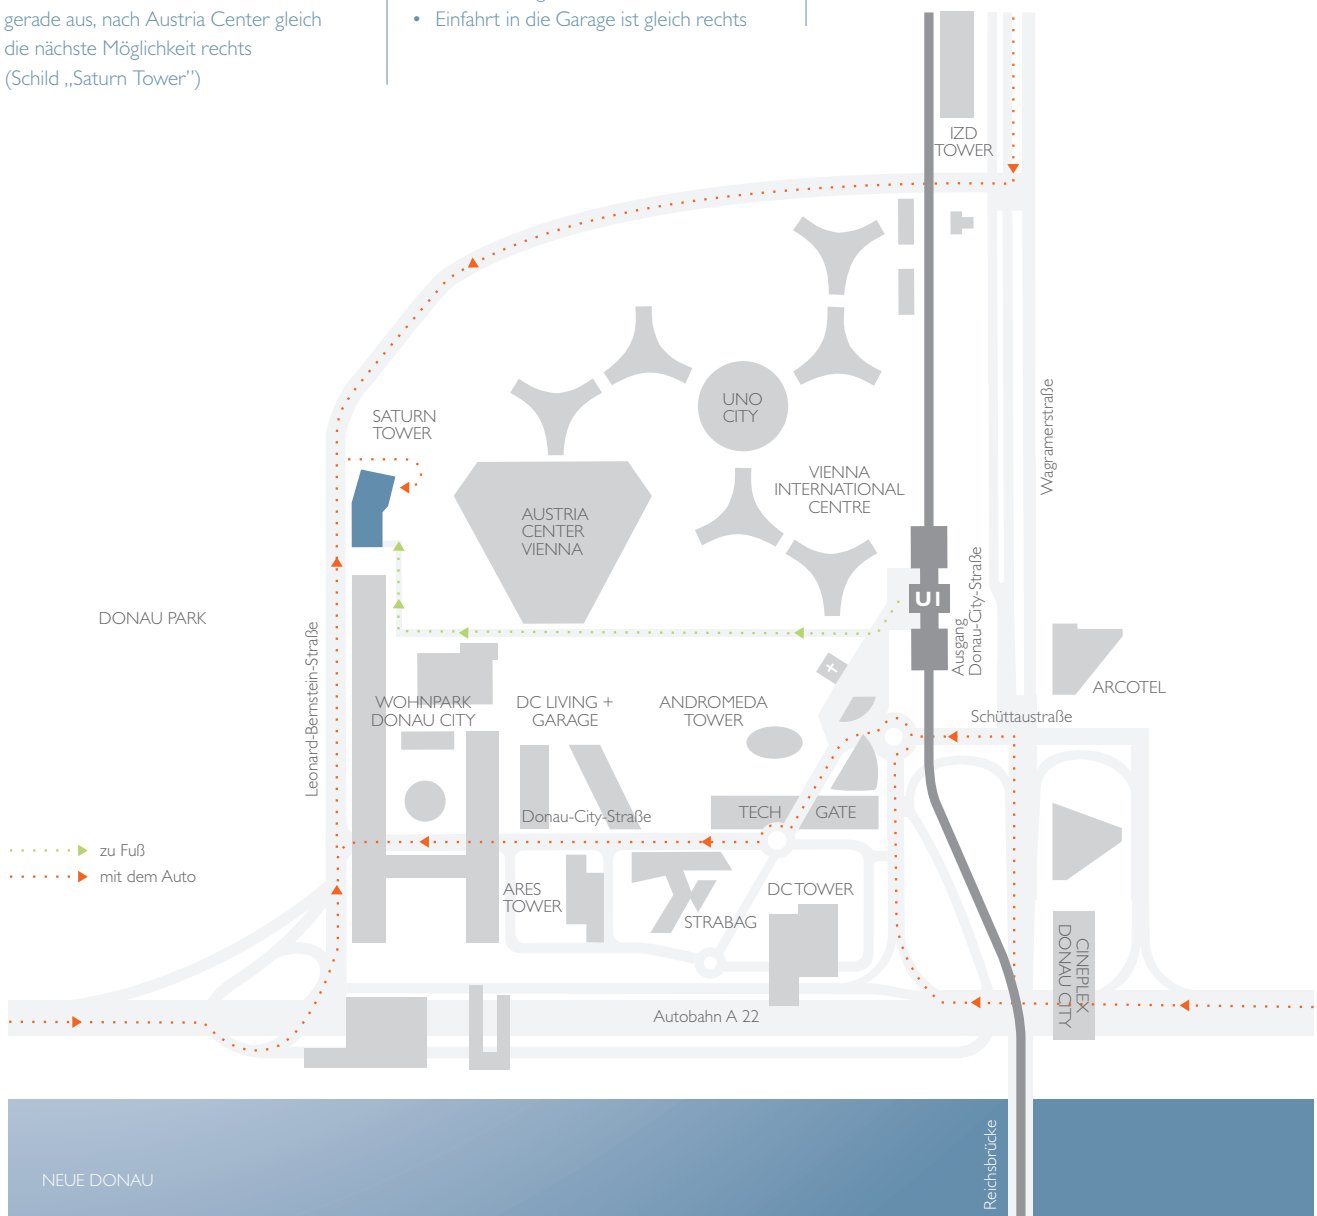 gerade aus, nach Austria Center gleich
die nächste Möglichkeit rechts
(Schild „Saturn Tower’’)
• Einfahrt in die Garage ist gleich rechts
IZD
TOWER
SATURN
TOWER
UNO
CITY
Wagramerstraße
VIENNA
INTERNATIONAL
CENTRE
AUSTRIA
CENTER
VIENNA
U1
Ausgang
Donau-City-Straße
DONAU PARK
Leonard-Bernstein-Straße
ARCOTEL
WOHNPARK
DONAU CITY
DC LIVING +
GARAGE
ANDROMEDA
TOWER
Schüttaustraße
Donau-City-Straße
TECH GATE
zu Fuß
mit dem Auto
ARES
TOWER
STRABAG
DC TOWER
CINEPLEX
DONAU CITY
Autobahn A 22
Reichsbrücke
NEUE DONAU